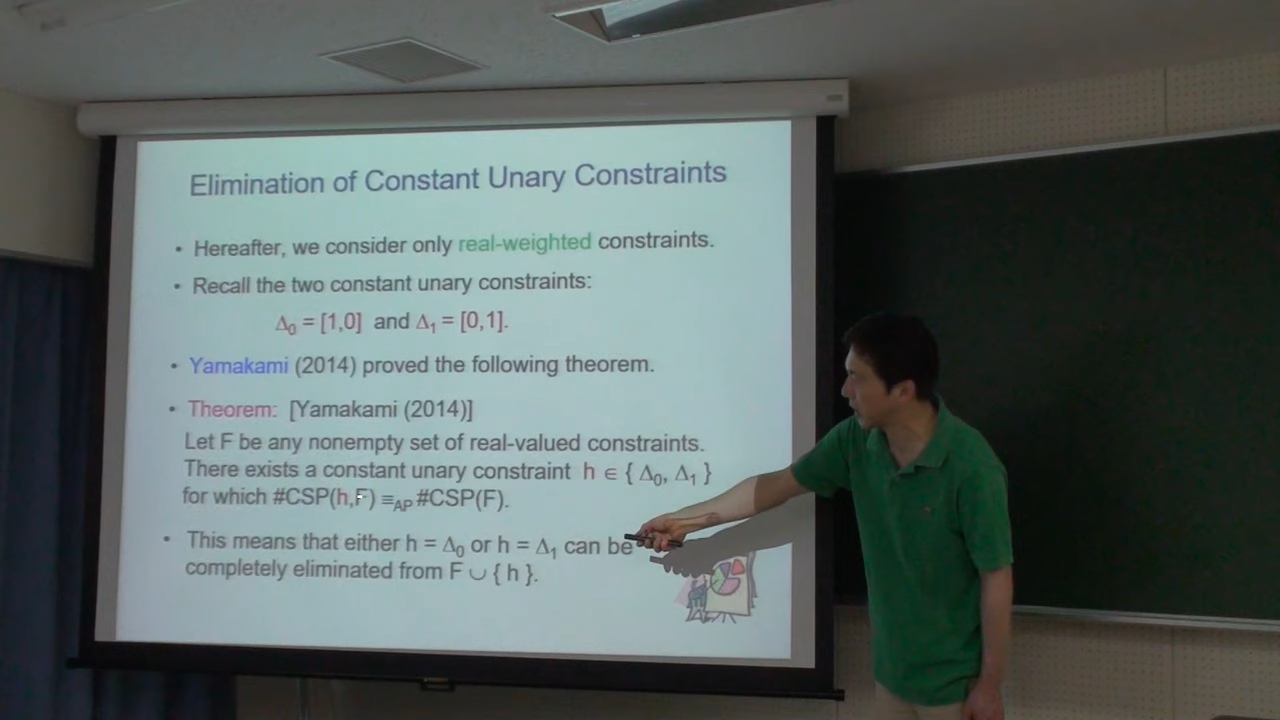 Elimination of Constant Unary Constraints
• Hereafter, we consider only real-weighted constraints.
• Recall the two constant unary constraints:
Δ₀ = [1,0] and Δ₁ = [0,1].
• Yamakami (2014) proved the following theorem.
• Theorem: [Yamakami (2014)]
Let F be any nonempty set of real-valued constraints.
There exists a constant unary constraint h ∈ { Δ₀, Δ₁ }
for which #CSP(h,F) ≡AP #CSP(F).
• This means that either h = Δ₀ or h = Δ₁ can be
completely eliminated from F ∪ { h }.